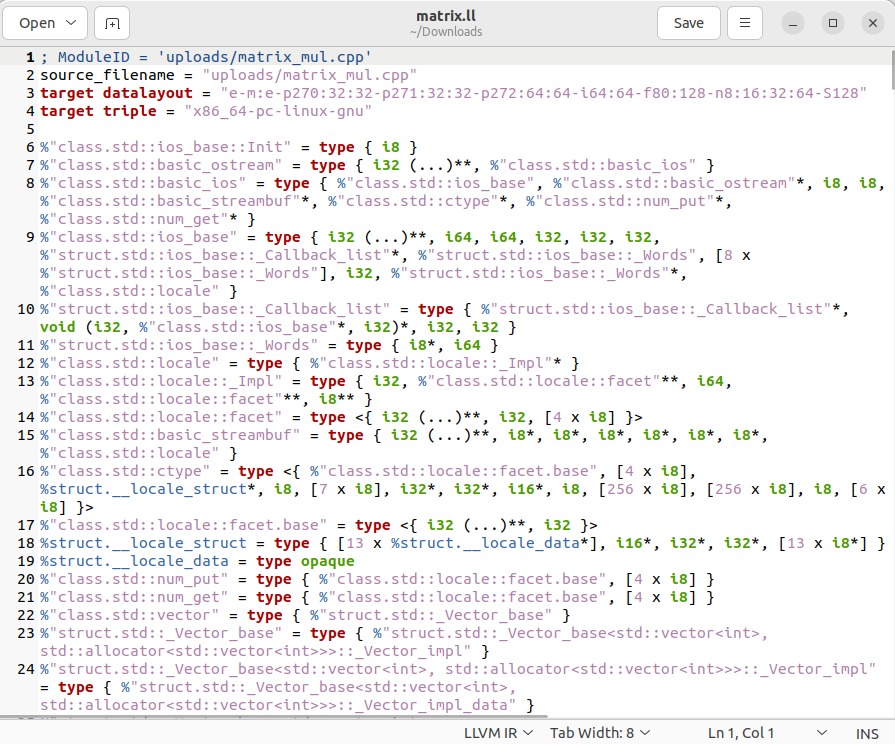 Open
matrix.ll
~/Downloads
Save
1 ; ModuleID = 'uploads/matrix_mul.cpp'
2 source_filename = "uploads/matrix_mul.cpp"
3 target datalayout = "e-m:e-p270:32:32-p271:32:32-p272:64:64-i64:64-f80:128-n8:16:32:64-S128"
4 target triple = "x86_64-pc-linux-gnu"
5
6 %"class.std::ios_base::Init" = type { i8 }
7 %"class.std::basic_ostream" = type { i32 (...)**, %"class.std::basic_ios" }
8 %"class.std::basic_ios" = type { %"class.std::ios_base", %"class.std::basic_ostream"*, i8, i8,
%"class.std::basic_streambuf"*, %"class.std::ctype"*, %"class.std::num_put"*,
%"class.std::num_get"* }
9 %"class.std::ios_base" = type { i32 (...)**, i64, i64, i32, i32, i32,
%"struct.std::ios_base::_Callback_list"*, %"struct.std::ios_base::_Words", [8 x
%"struct.std::ios_base::_Words"], i32, %"struct.std::ios_base::_Words"*,
%"class.std::locale" }
10 %"struct.std::ios_base::_Callback_list" = type { %"struct.std::ios_base::_Callback_list"*,
void (i32, %"class.std::ios_base"*, i32)*, i32, i32 }
11 %"struct.std::ios_base::_Words" = type { i8*, i64 }
12 %"class.std::locale" = type { %"class.std::locale::_Impl"* }
13 %"class.std::locale::_Impl" = type { i32, %"class.std::locale::facet"**, i64,
%"class.std::locale::facet"**, i8** }
14 %"class.std::locale::facet" = type <{ i32 (...)**, i32, [4 x i8] }>
15 %"class.std::basic_streambuf" = type { i32 (...)**, i8*, i8*, i8*, i8*, i8*, i8*,
%"class.std::locale" }
16 %"class.std::ctype" = type <{ %"class.std::locale::facet.base", [4 x i8],
%struct.__locale_struct*, i8, [7 x i8], i32*, i32*, i16*, i8, [256 x i8], [256 x i8], i8, [6 x
i8] }>
17 %"class.std::locale::facet.base" = type <{ i32 (...)**, i32 }>
18 %struct.__locale_struct = type { [13 x %struct.__locale_data*], i16*, i32*, i32*, [13 x i8*] }
19 %struct.__locale_data = type opaque
20 %"class.std::num_put" = type { %"class.std::locale::facet.base", [4 x i8] }
21 %"class.std::num_get" = type { %"class.std::locale::facet.base", [4 x i8] }
22 %"class.std::vector" = type { %"struct.std::_Vector_base" }
23 %"struct.std::_Vector_base" = type { %"struct.std::_Vector_base<std::vector<int>,
std::allocator<std::vector<int>>>::_Vector_impl" }
24 %"struct.std::_Vector_base<std::vector<int>, std::allocator<std::vector<int>>>::_Vector_impl"
= type { %"struct.std::_Vector_base<std::vector<int>,
std::allocator<std::vector<int>>>::_Vector_impl_data" }
LLVM IR Tab Width: 8 Ln 1, Col 1 INS